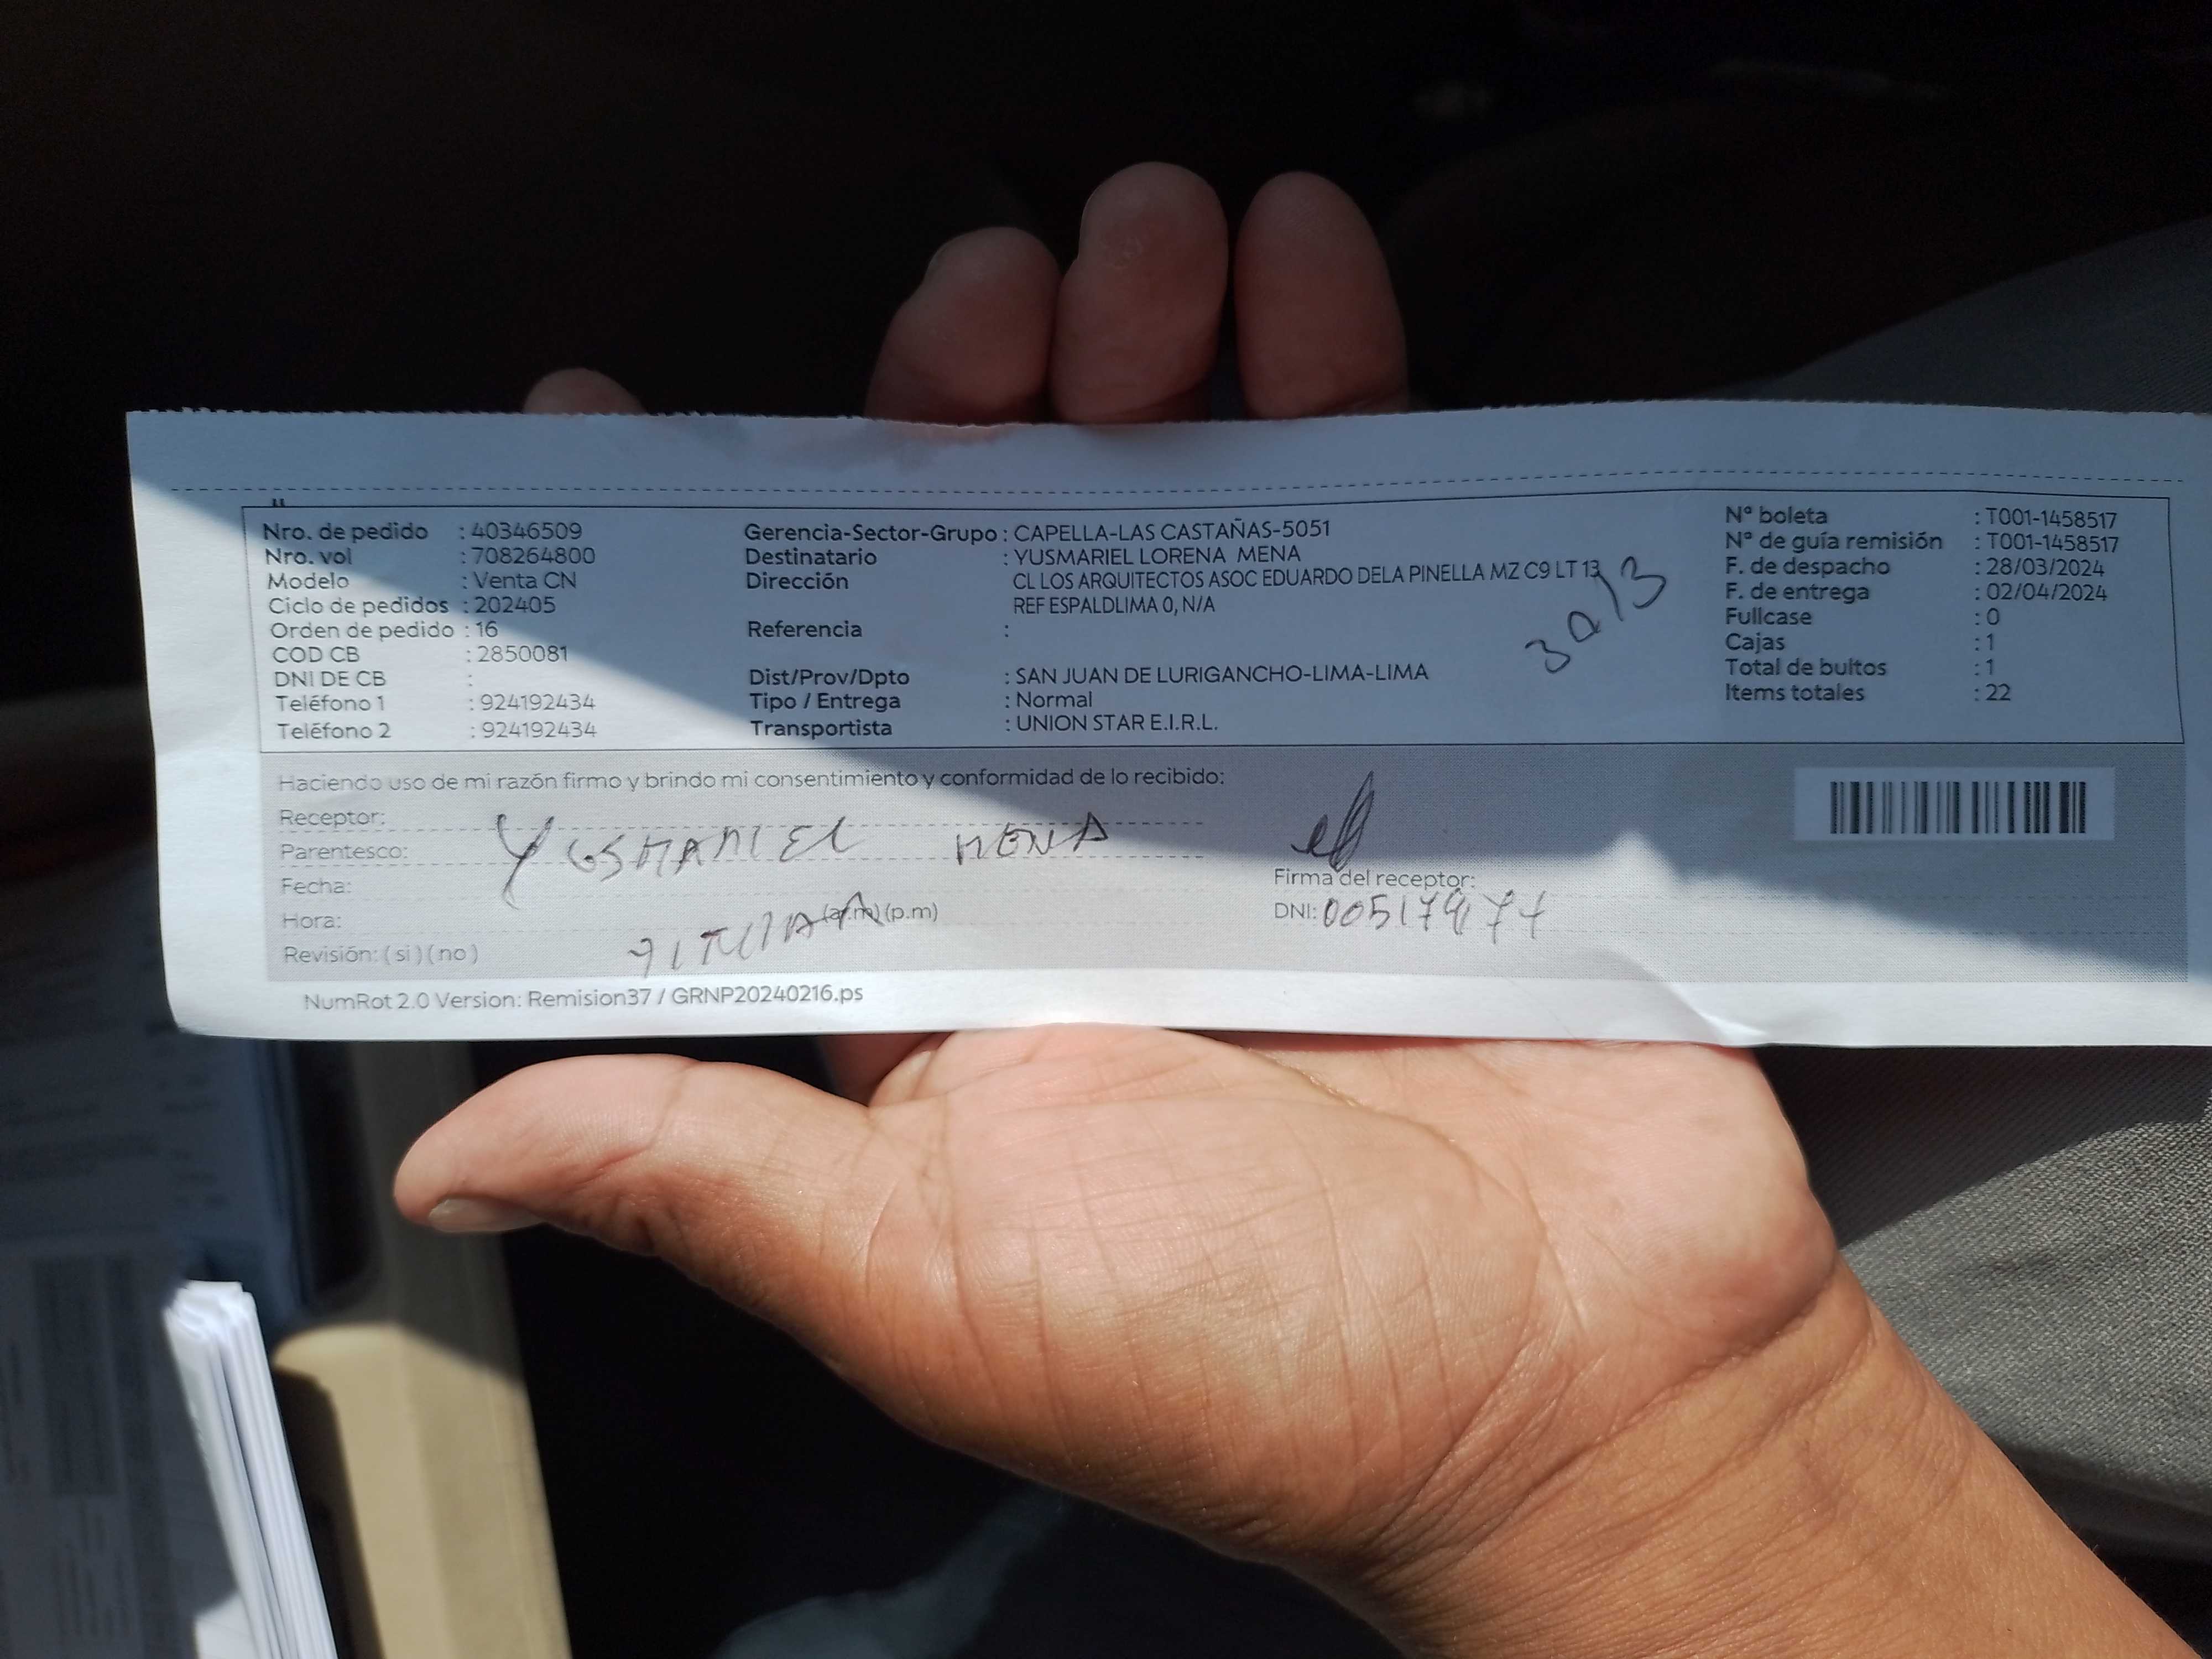 Nro. de pedido : 40346509
Nro. vol : 708264800
Modelo : Venta CN
Ciclo de pedidos : 202405
Orden de pedido : 16
COD CB : 2850081
DNI DE CB :
Teléfono 1 : 924192434
Teléfono 2 : 924192434
Gerencia-Sector-Grupo : CAPELLA-LAS CASTAÑAS-5051
Destinatario : YUSMARIEL LORENA MENA
Dirección CL LOS ARQUITECTOS ASOC EDUARDO DELA PINELLA MZ C9 LT 13
REF ESPALDLIMA 0, N/A
Referencia :
Dist/Prov/Dpto : SAN JUAN DE LURIGANCHO-LIMA-LIMA
Tipo / Entrega : Normal
Transportista : UNION STAR E.I.R.L.
N° boleta : T001-1458517
N° de guía remisión : T001-1458517
F. de despacho : 28/03/2024
F. de entrega : 02/04/2024
Fullcase : 0
Cajas : 1
Total de bultos : 1
Items totales : 22
Haciendo uso de mi razón firmo y brindo mi consentimiento y conformidad de lo recibido:
Receptor:
YUSMARIEL MENA
Parentesco:
Fecha:
Hora: (a.m) (p.m)
Revisión: ( si ) ( no )
Firma del receptor:
DNI:
NumRot 2.0 Version: Remision37 / GRNP20240216.ps